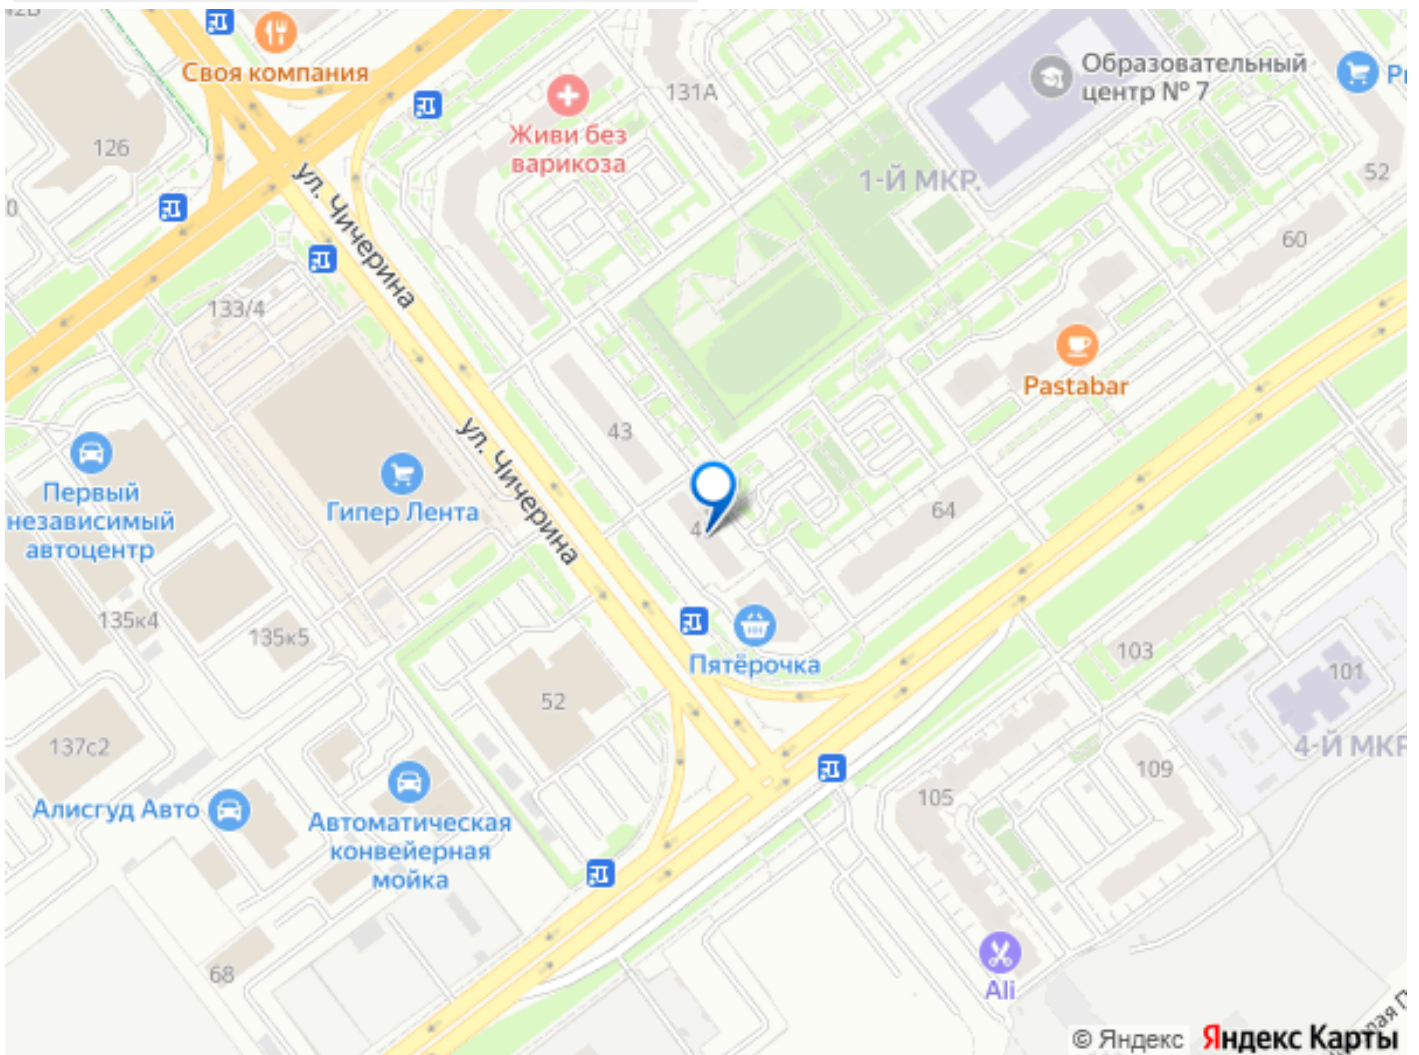 Своя компания
131А
Живи без
варикоза
Образовательный
центр № 7
126
1-Й МКР.
52
60
ул. Чичерина
133/4
Pastabar
43
ул. Чичерина
Гипер Лента
Первый
независимый
автоцентр
64
135к4
135к5
Пятёрочка
103
101
52
137с2
4-Й МКР
109
105
Алисгуд Авто
Автоматическая
конвейерная
мойка
68
Ali
© Яндекс
Яндекс Карты